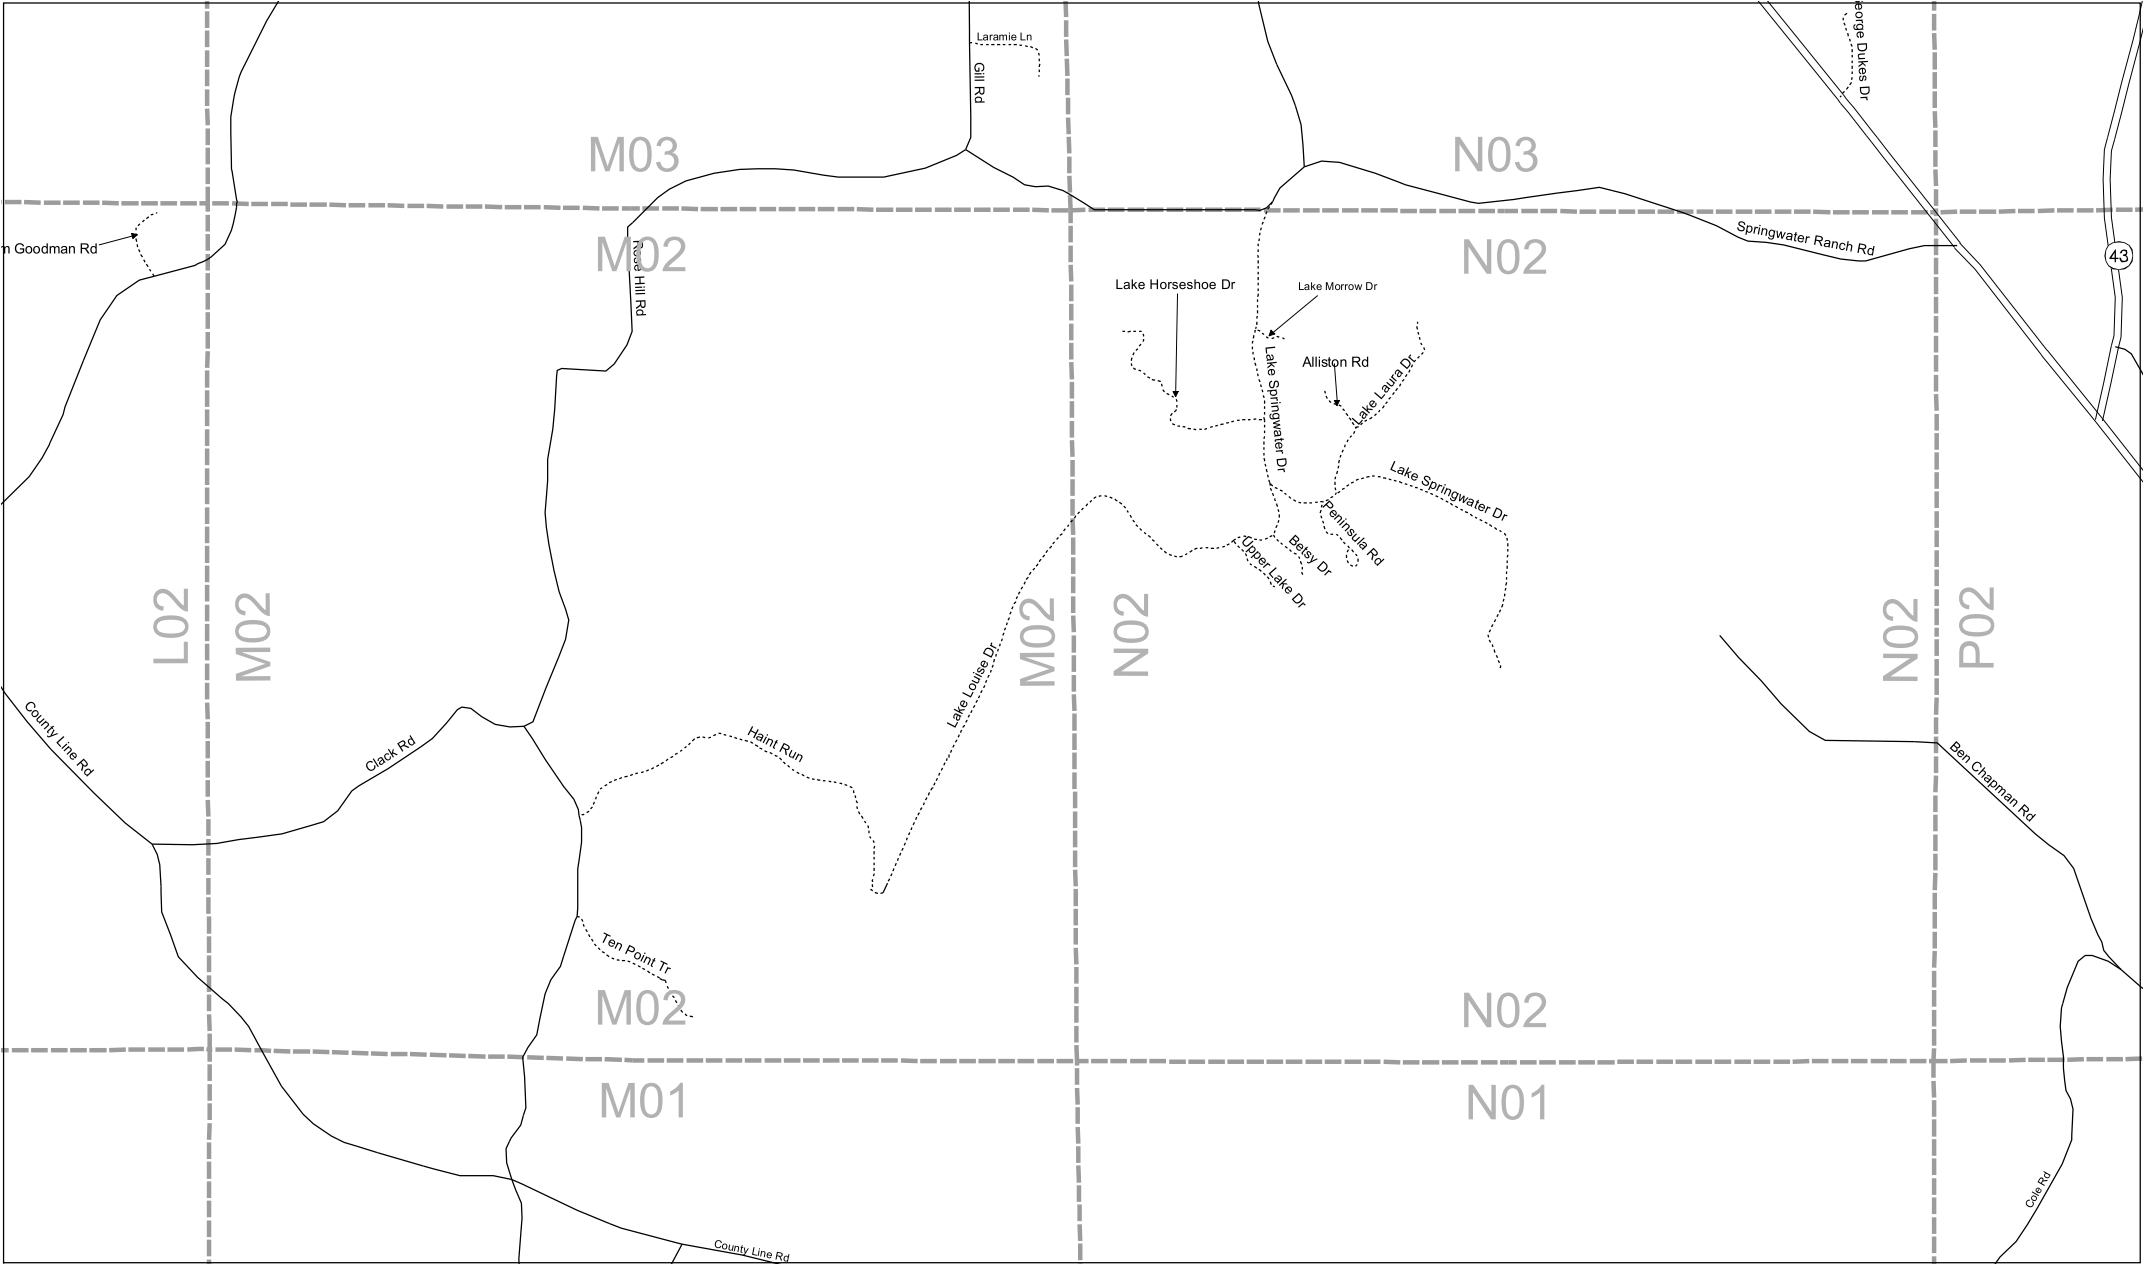 eorge Dukes Dr
Laramie Ln
Gill Rd
M03
N03
m Goodman Rd
M02
Rose Hill Rd
N02
Springwater Ranch Rd
43
Lake Horseshoe Dr
Lake Morrow Dr
Alliston Rd
Lake Laura Dr
Lake Springwater Dr
Lake Springwater Dr
Peninsula Rd
Betsy Dr
Upper Lake Dr
L02
M02
M02
N02
N02
P02
Lake Louise Dr
County Line Rd
Clack Rd
Haint Run
Ben Chapman Rd
Ten Point Tr
M02
N02
M01
N01
Cole Rd
County Line Rd